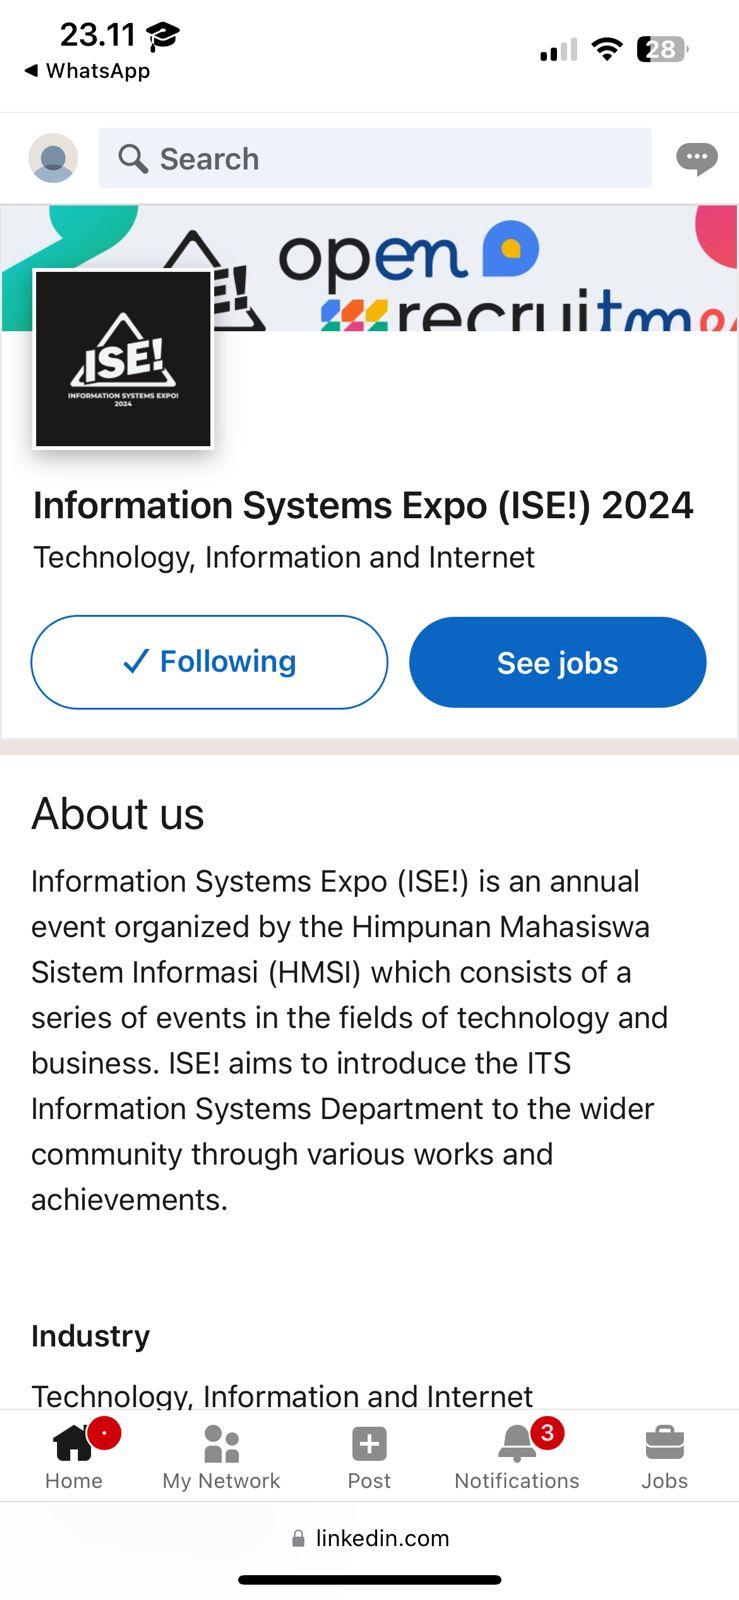 23.11
28
WhatsApp
Search
open
recruitme
E!
ISE!
INFORMATION SYSTEMS EXPO!
2024
Information Systems Expo (ISE!) 2024
Technology, Information and Internet
Following
See jobs
About us
Information Systems Expo (ISE!) is an annual
event organized by the Himpunan Mahasiswa
Sistem Informasi (HMSI) which consists of a
series of events in the fields of technology and
business. ISE! aims to introduce the ITS
Information Systems Department to the wider
community through various works and
achievements.
Industry
Technology, Information and Internet
3
Home
My Network
Post
Notifications
Jobs
linkedin.com